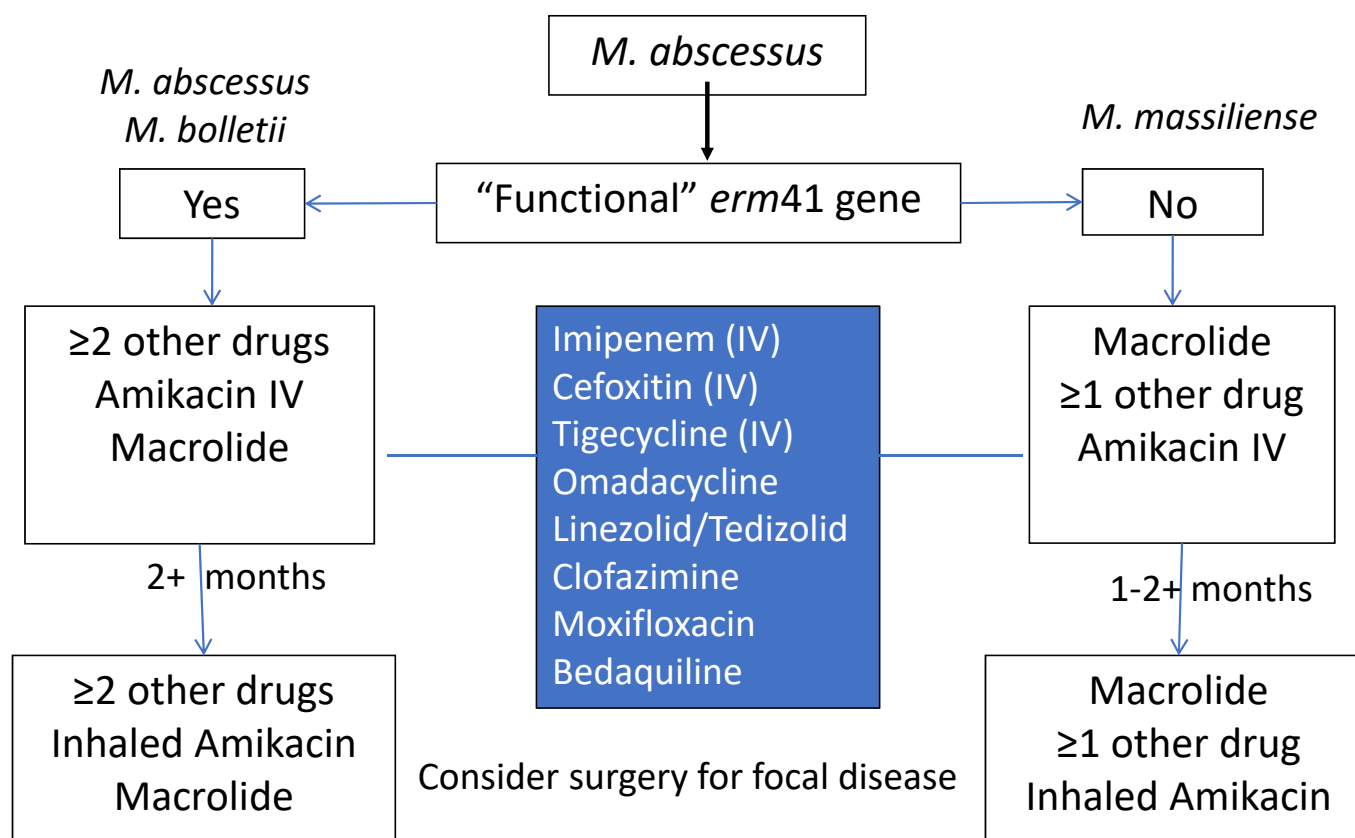 M. abscessus
M. abscessus
M. bolletii
M. massiliense
Yes
“Functional” erm41 gene
No
≥2 other drugs
Amikacin IV
Macrolide
Imipenem (IV)
Cefoxitin (IV)
Tigecycline (IV)
Omadacycline
Linezolid/Tedizolid
Clofazimine
Moxifloxacin
Bedaquiline
Macrolide
≥1 other drug
Amikacin IV
2+ months
1-2+ months
≥2 other drugs
Inhaled Amikacin
Macrolide
Consider surgery for focal disease
Macrolide
≥1 other drug
Inhaled Amikacin